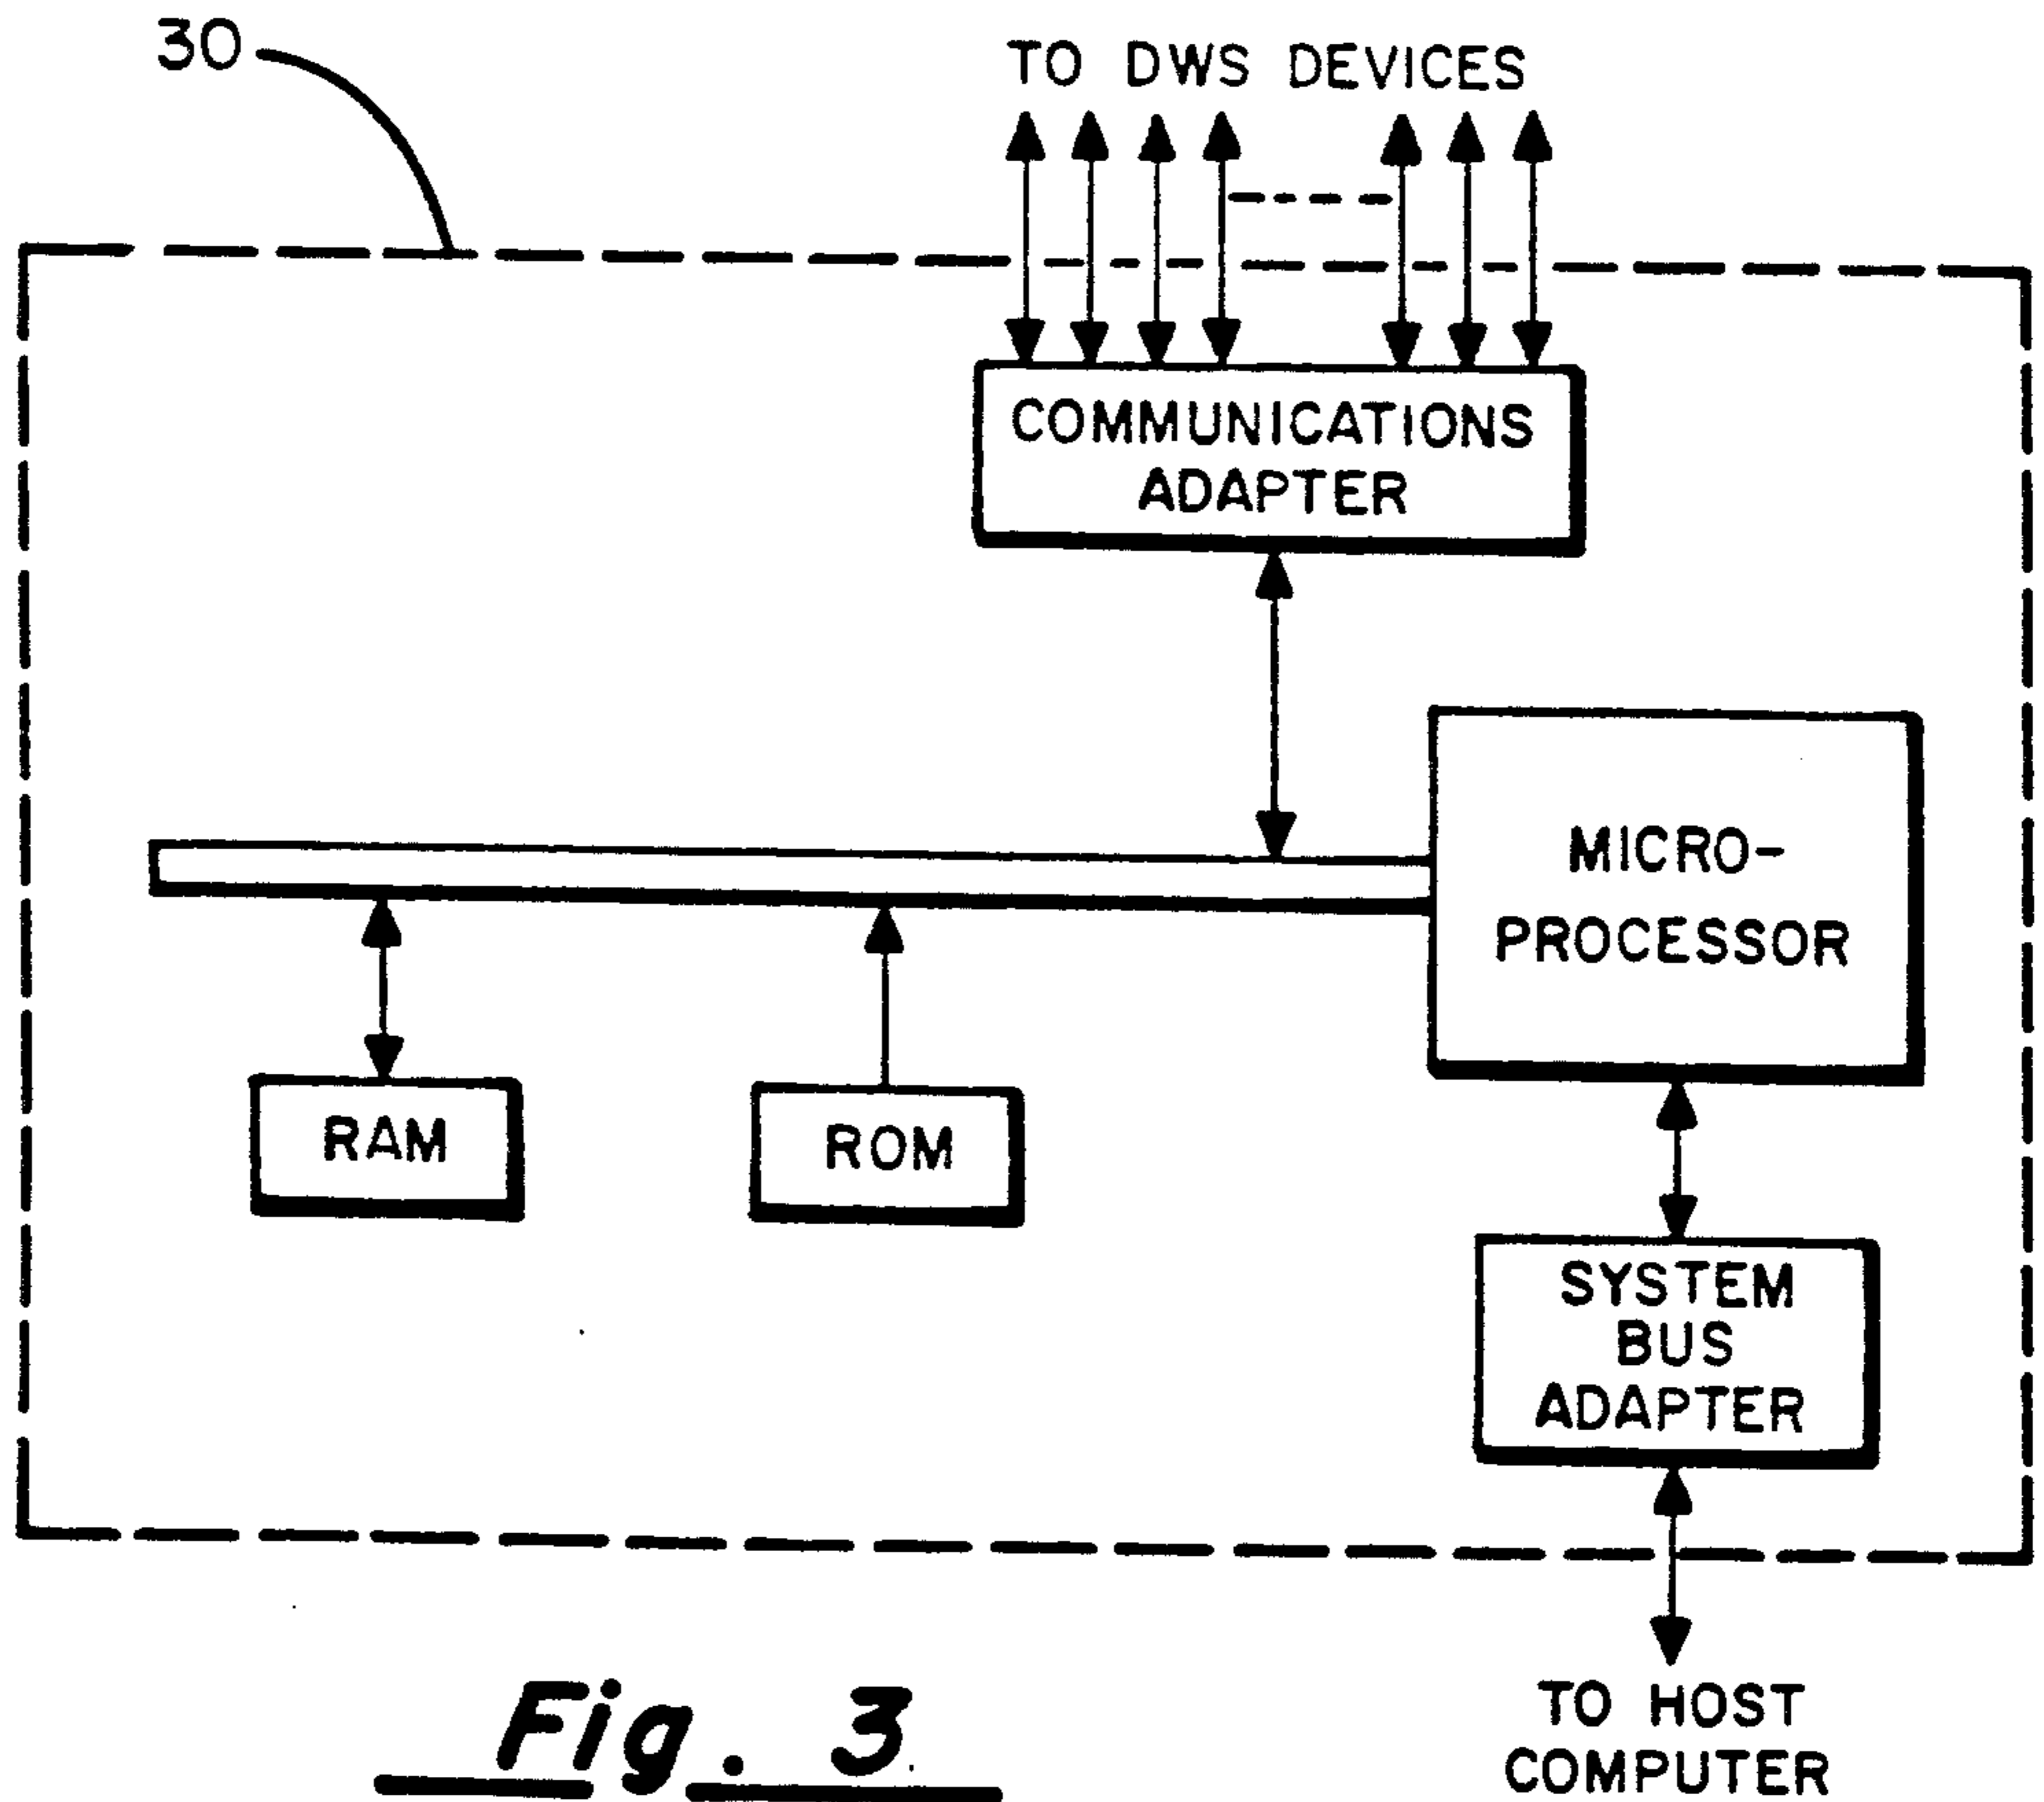 30
TO DWS DEVICES
COMMUNICATIONS
ADAPTER
MICRO-
PROCESSOR
RAM
ROM
SYSTEM
BUS
ADAPTER
TO HOST
COMPUTER
Fig. 3